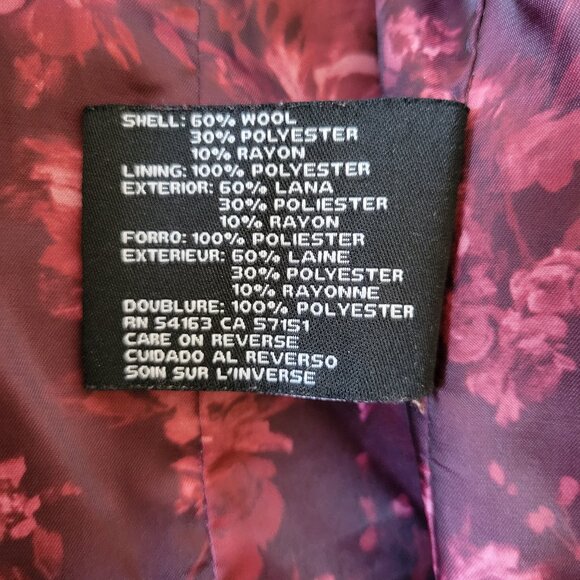 SHELL: 60% WOOL
30% POLYESTER
10% RAYON
LINING: 100% POLYESTER
EXTERIOR: 60% LANA
30% POLIESTER
10% RAYON
FORRO: 100% POLIESTER
EXTERIEUR: 60% LAINE
30% POLYESTER
10% RAYONNE
DOUBLURE: 100% POLYESTER
RN 54163 CA 57151
CARE ON REVERSE
CUIDADO AL REVERSO
SOIN SUR L'INVERSE